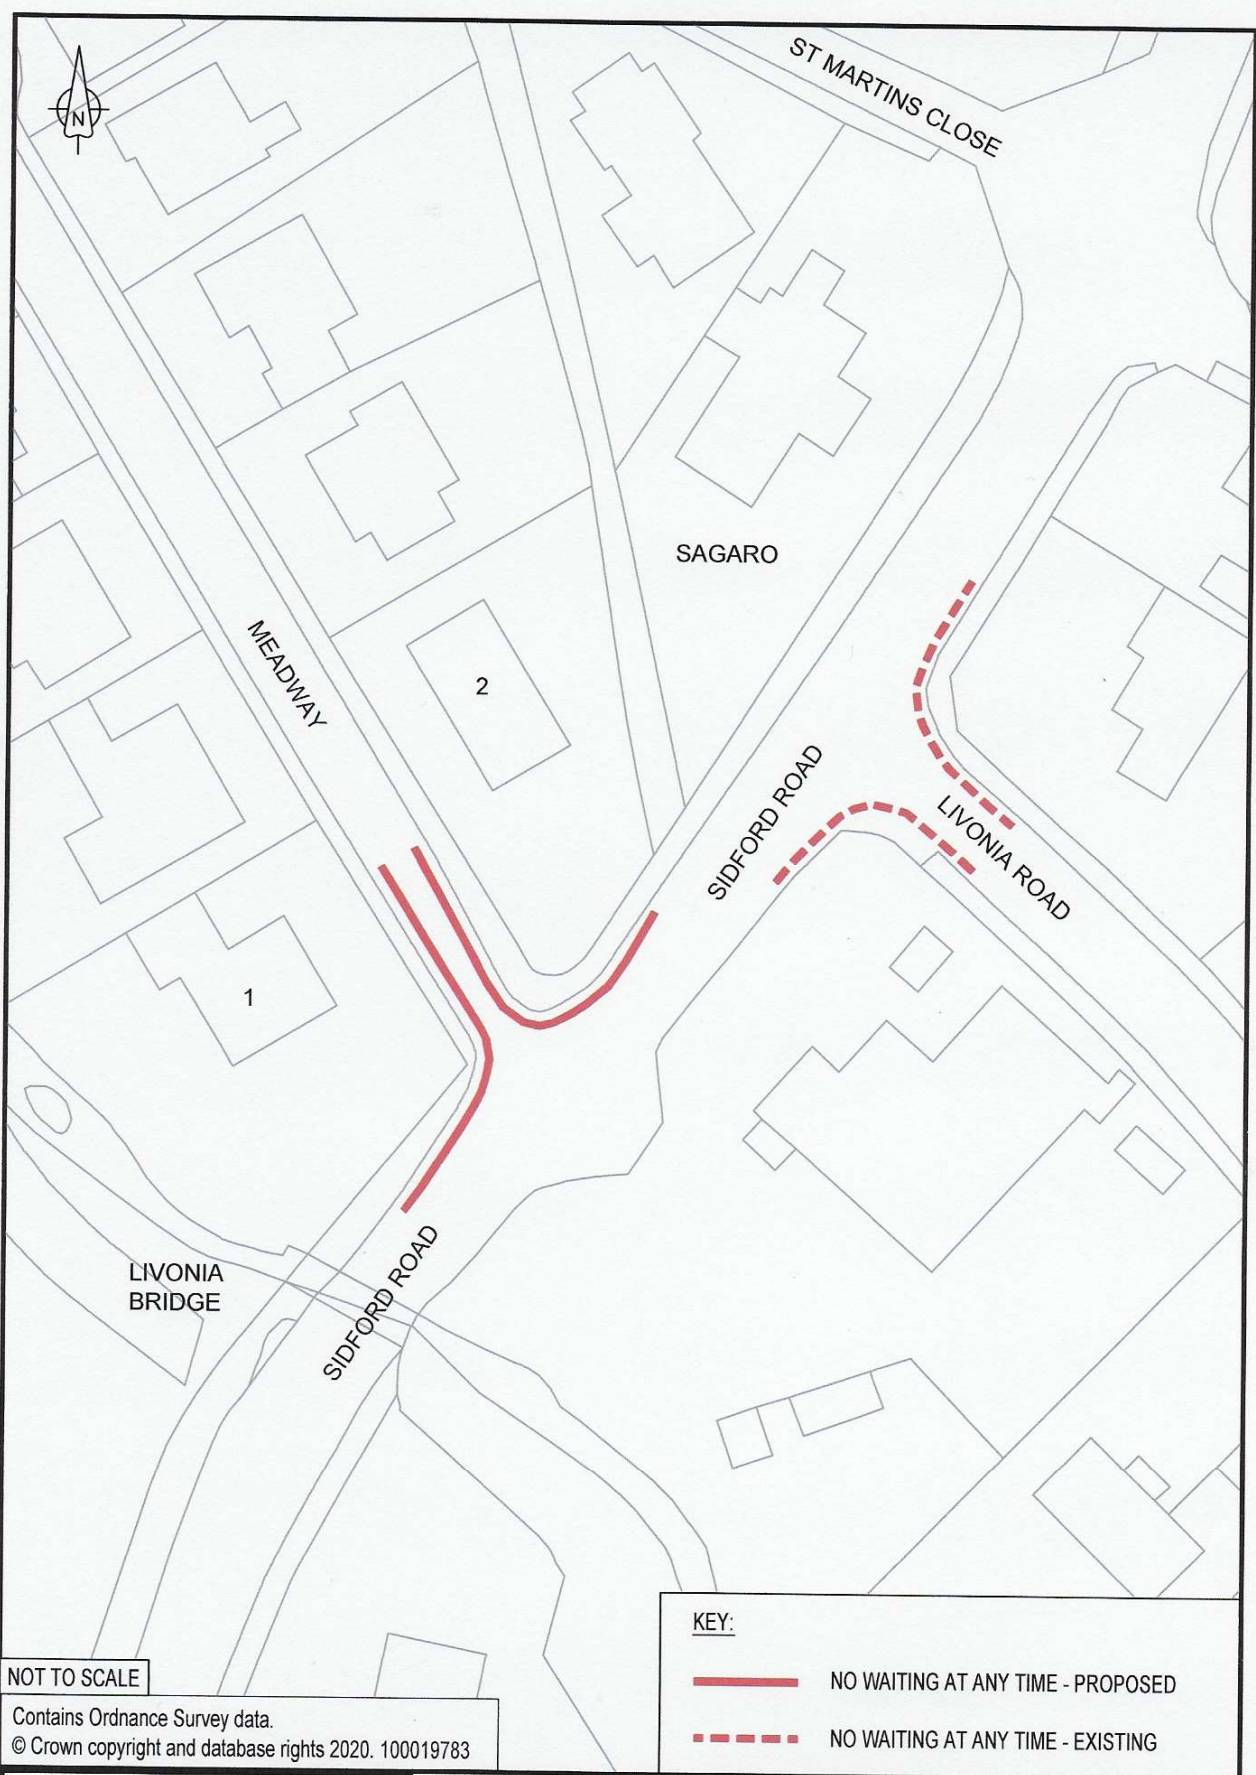 ST MARTINS CLOSE
N
SAGARO
MEADWAY
2
SIDFORD ROAD
LIVONIA ROAD
1
LIVONIA
BRIDGE
SIDFORD ROAD
KEY:
NO WAITING AT ANY TIME - PROPOSED
NO WAITING AT ANY TIME - EXISTING
NOT TO SCALE
Contains Ordnance Survey data.
© Crown copyright and database rights 2020. 100019783